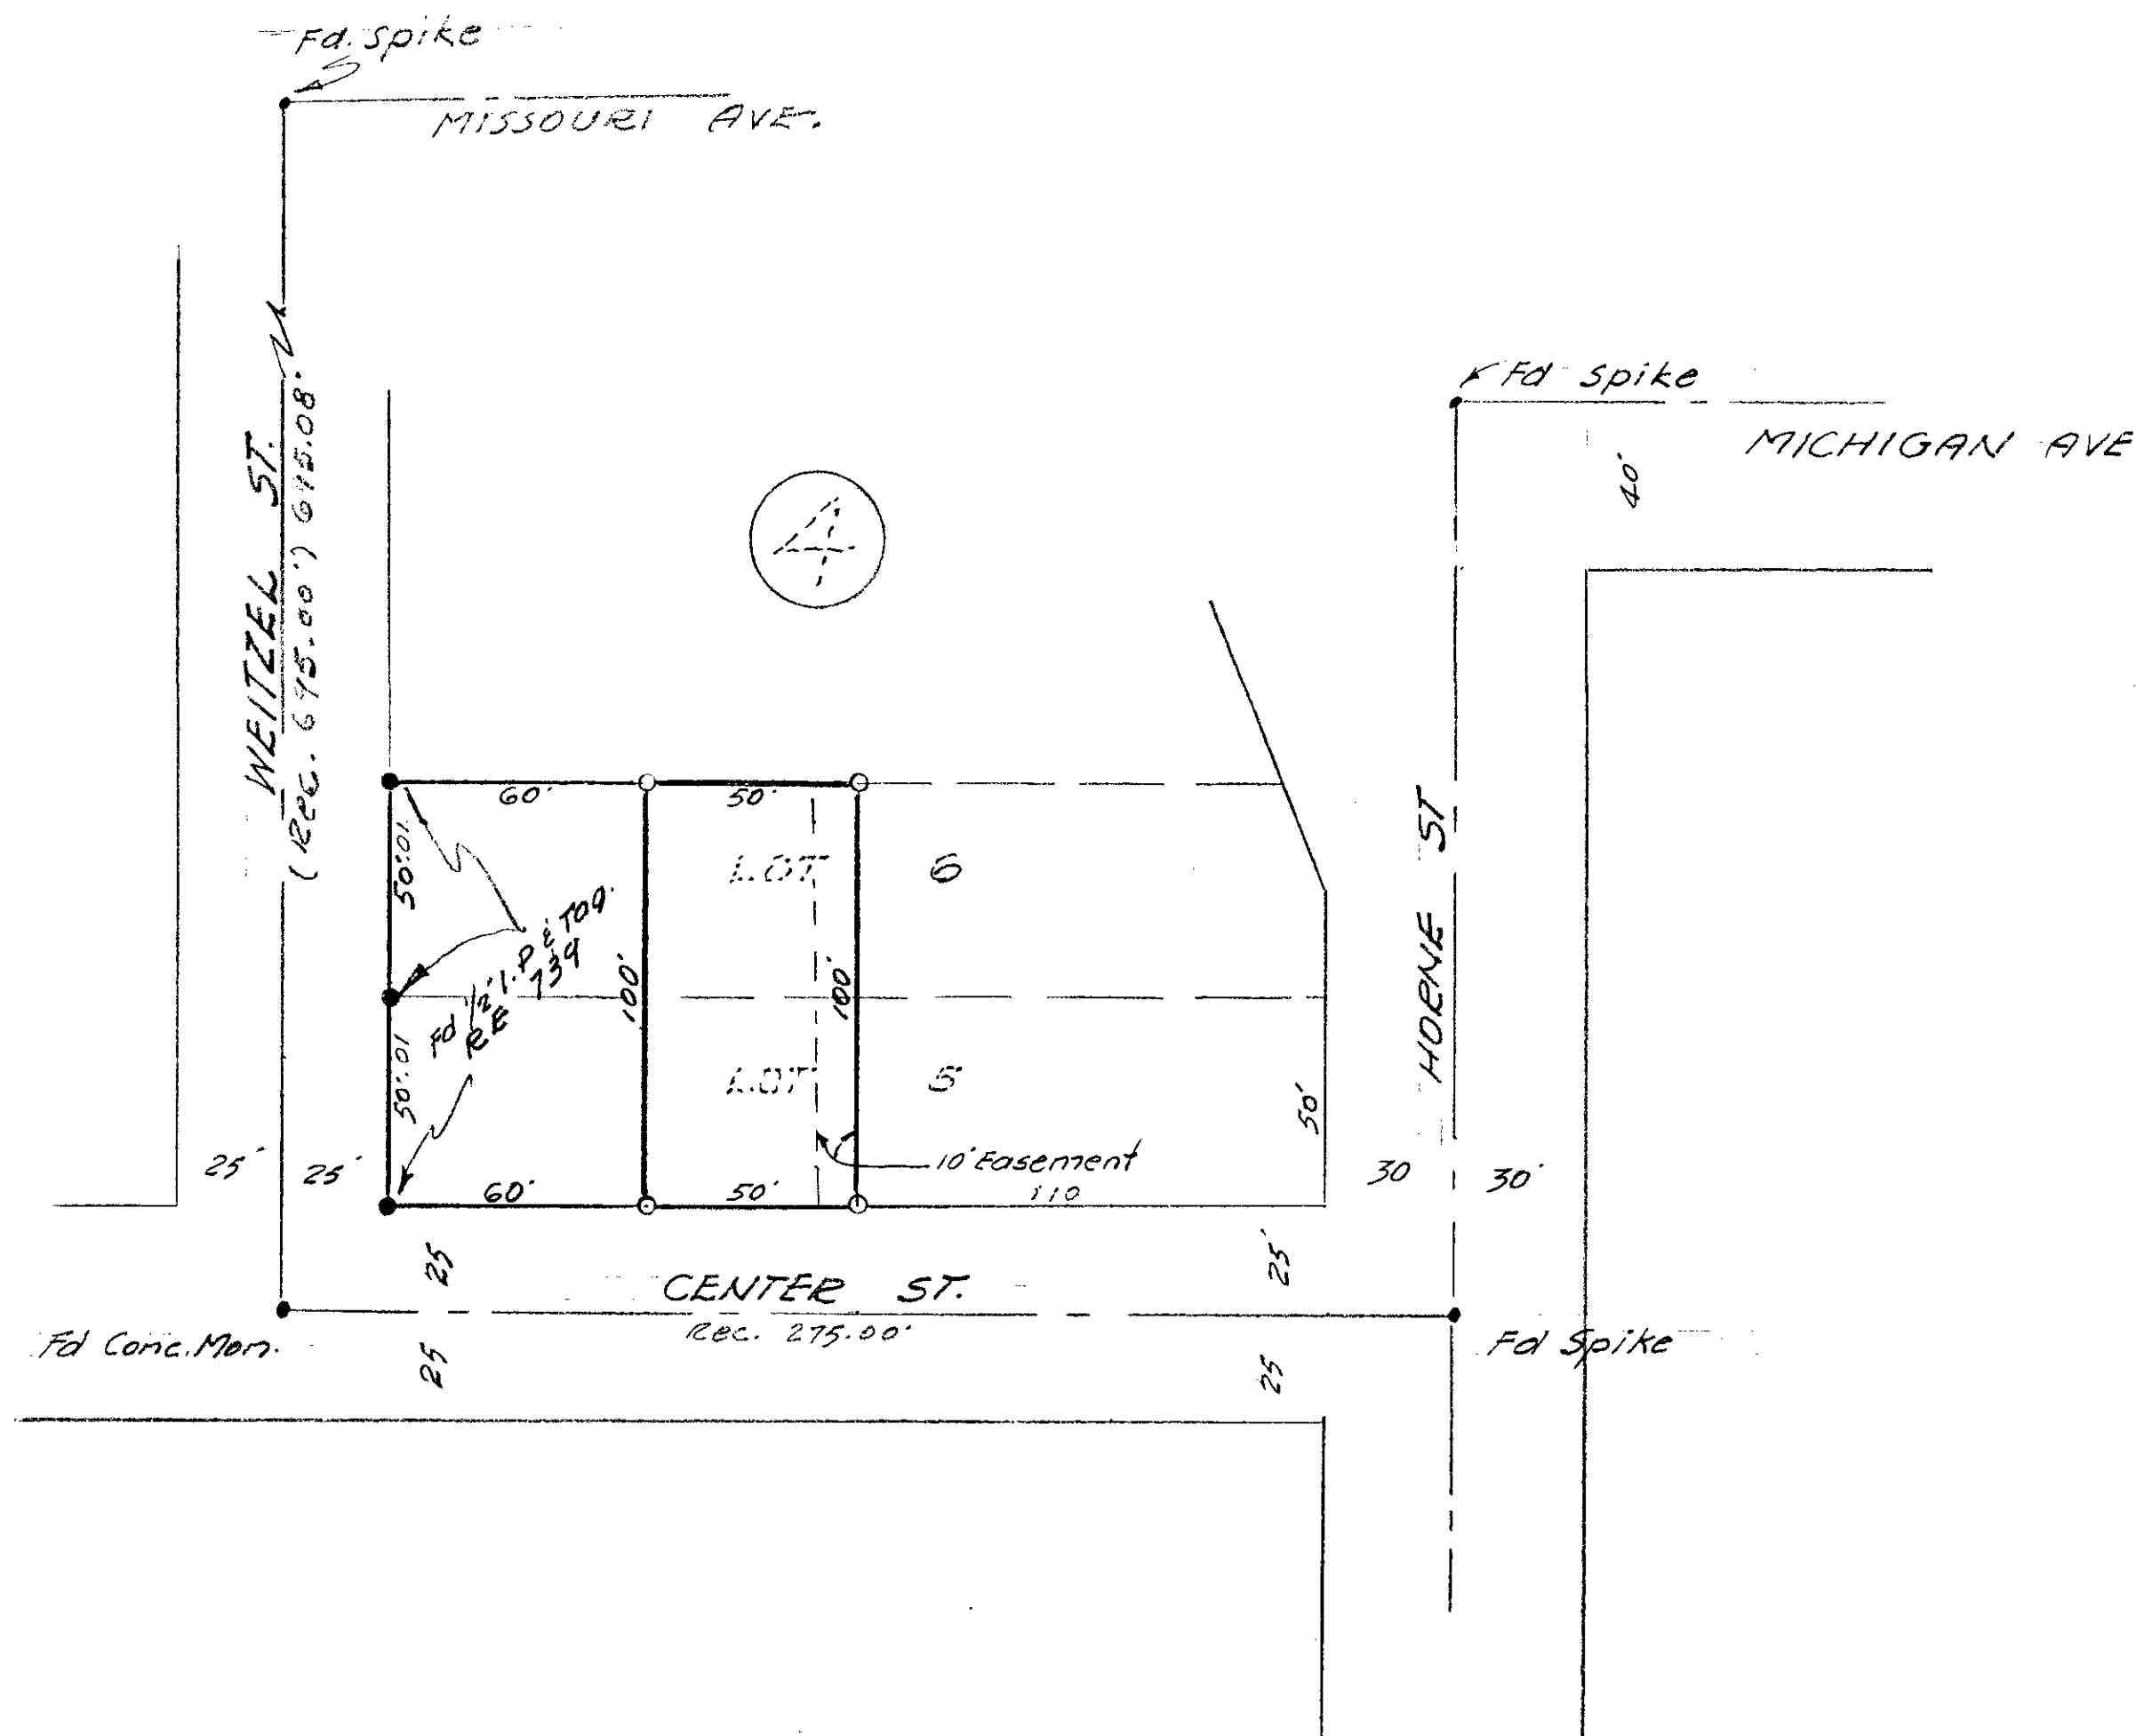 Fd. Spike
MISSOURI AVE.
Fd Spike
MICHIGAN AVE
40'
WEITZEL ST.
(Rec. 645.00') 645.08'
4
60'
50'
50'.01
LOT 6
Fd 1/2" I.P. & Tag
RE 739
100'
100'
HORNE ST
50'.01
LOT 5
50'
25'
25'
10' Easement
30
30'
60'
50'
110
25
25'
CENTER ST.
Rec. 275.00'
Fd Conc. Mon.
25
25
Fd Spike